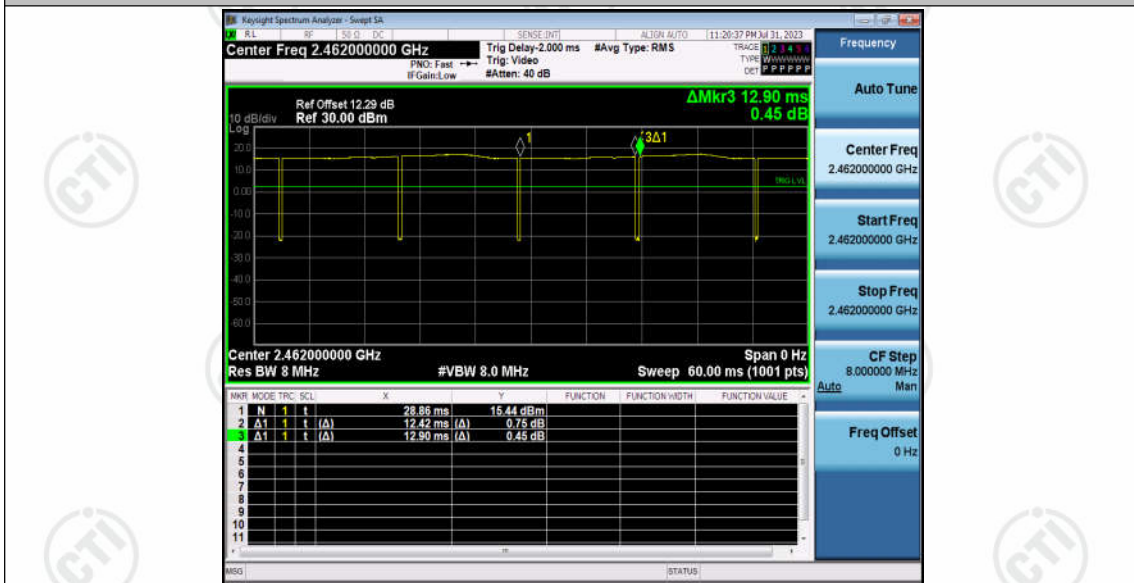 Keysight Spectrum Analyzer - Swept SA
RL RF 50 Ω DC SENSE:INT ALIGN AUTO 11:20:37 PM Jul 31, 2023
Center Freq 2.462000000 GHz
Trig Delay-2.000 ms #Avg Type: RMS
TRACE 1 2 3 4 5 6
PNO: Fast Trig: Video
TYPE WWWWWW
IFGain:Low #Atten: 40 dB
DET P P P P P P
Frequency
ΔMkr3 12.90 ms
0.45 dB
Ref Offset 12.29 dB
10 dB/div Ref 30.00 dBm
Log
20.0
10.0
0.00
-10.0
-20.0
-30.0
-40.0
-50.0
-60.0
1
3Δ1
TRIG LVL
Center 2.462000000 GHz Span 0 Hz
Res BW 8 MHz #VBW 8.0 MHz Sweep 60.00 ms (1001 pts)
MKR MODE TRC SCL X Y FUNCTION FUNCTION WIDTH FUNCTION VALUE
1 N 1 t 28.86 ms 15.44 dBm
2 Δ1 1 t (Δ) 12.42 ms (Δ) 0.75 dB
3 Δ1 1 t (Δ) 12.90 ms (Δ) 0.45 dB
4
5
6
7
8
9
10
11
MSG STATUS
Auto Tune
Center Freq
2.462000000 GHz
Start Freq
2.462000000 GHz
Stop Freq
2.462000000 GHz
CF Step
8.000000 MHz
Auto Man
Freq Offset
0 Hz
CTI
CTI
CTI
CTI